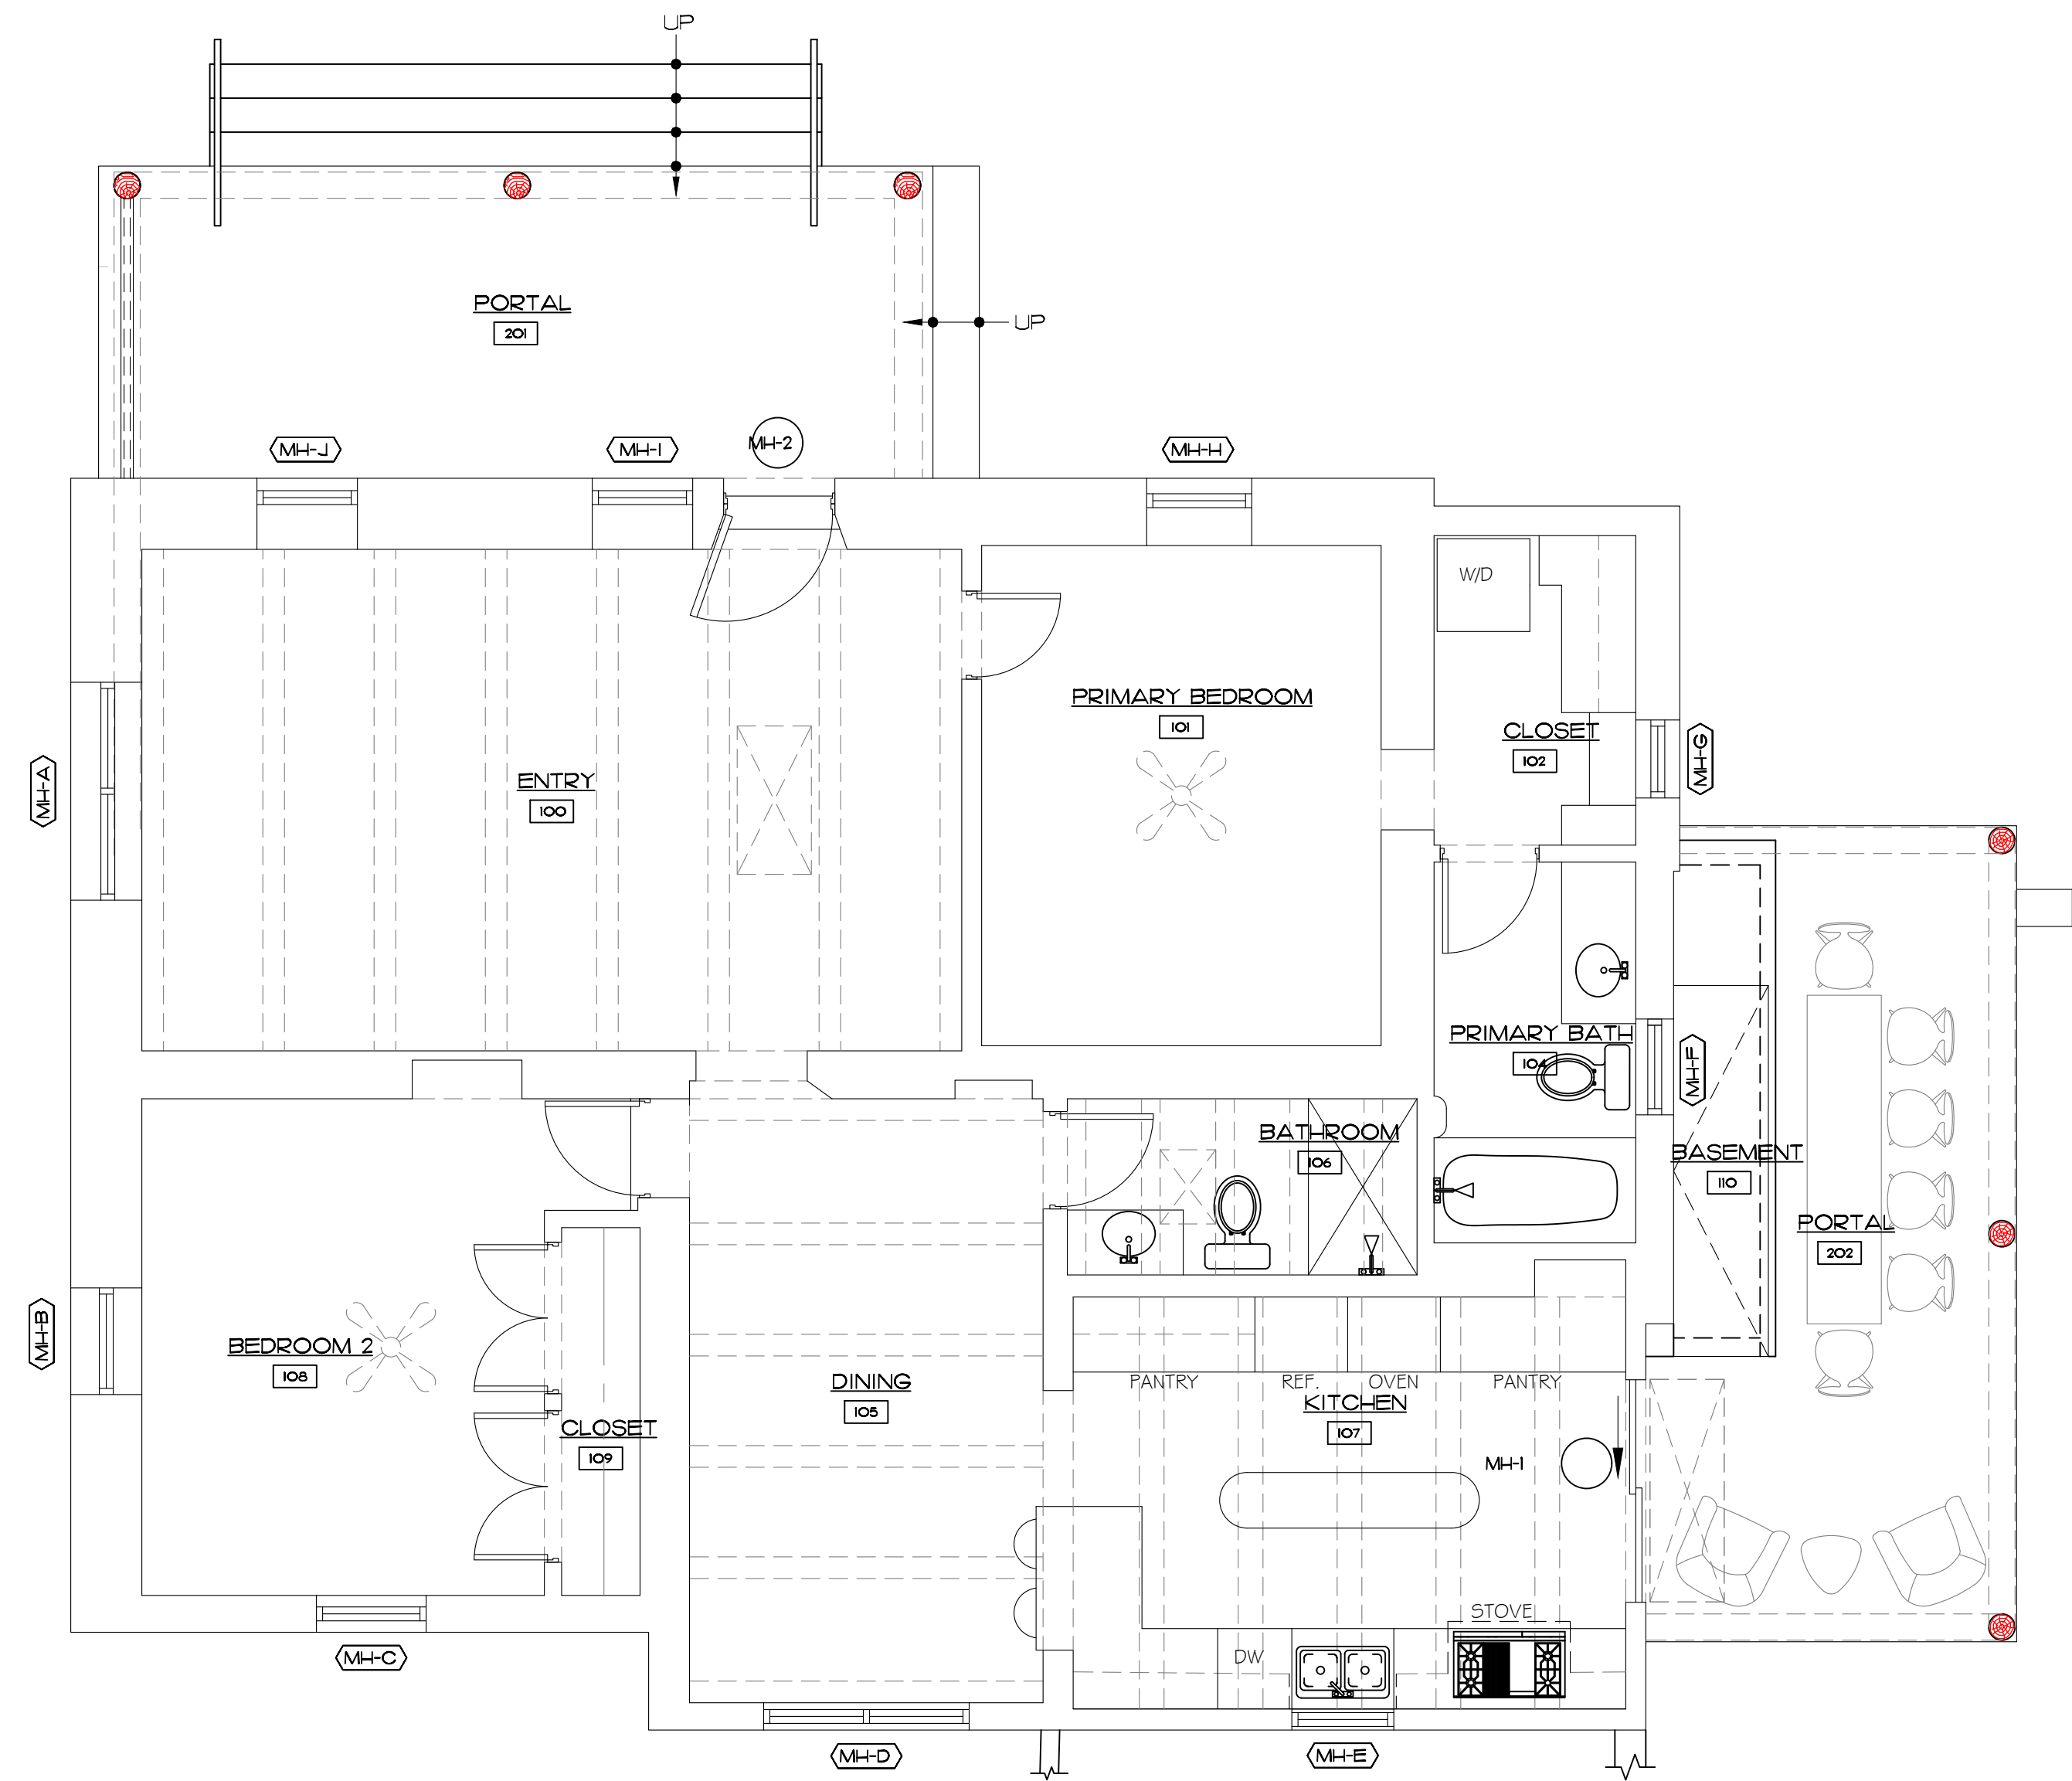 UP
PORTAL
201
UP
MH-J
MH-I
MH-2
MH-H
W/D
PRIMARY BEDROOM
101
CLOSET
102
MH-G
MH-A
ENTRY
100
PRIMARY BATH
104
MH-F
BATHROOM
106
BASEMENT
110
PORTAL
202
MH-B
BEDROOM 2
108
DINING
105
PANTRY
REF.
OVEN
PANTRY
KITCHEN
107
CLOSET
109
MH-1
STOVE
DW
MH-C
MH-D
MH-E